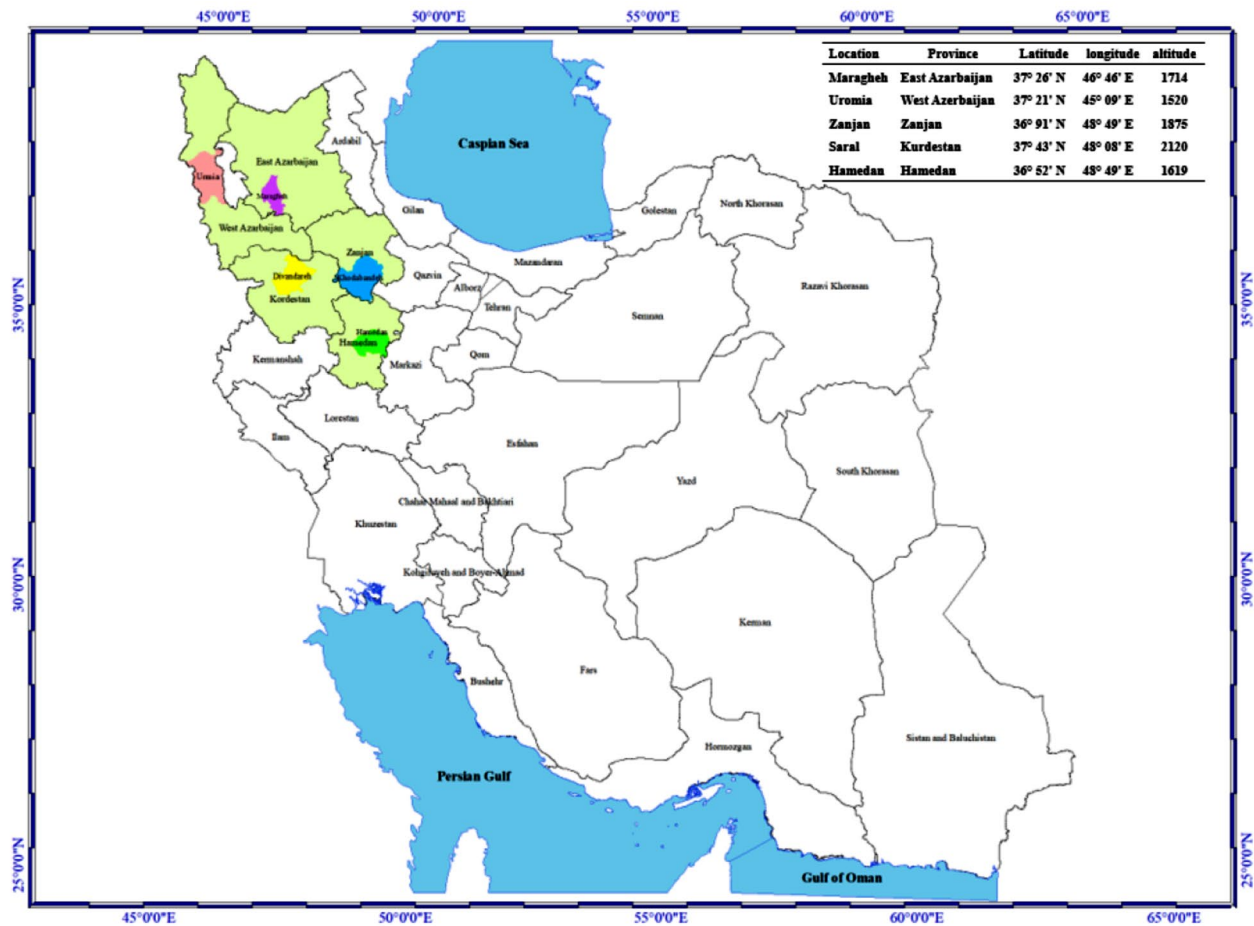 45°0'0"E 50°0'0"E 55°0'0"E 60°0'0"E 65°0'0"E
Location Province Latitude longitude altitude
Maragheh East Azarbaijan 37° 26' N 46° 46' E 1714
Uromia West Azerbaijan 37° 21' N 45° 09' E 1520
Zanjan Zanjan 36° 91' N 48° 49' E 1875
Saral Kurdestan 37° 43' N 48° 08' E 2120
Hamedan Hamedan 36° 52' N 48° 49' E 1619
Ardabil
Caspian Sea
East Azarbaijan
Urmia
Maragheh
Gilan
Golestan
North Khorasan
West Azarbaijan
Zanjan
Mazandaran
Divandareh
Qazvin
Alborz
Razavi Khorasan
Kordestan
Tehran
Semnan
35°0'0"N
35°0'0"N
Hamedan
Hamedan
Kermanshah
Markazi
Qom
Lorestan
Ilam
Esfahan
South Khorasan
Yazd
Chahar Mahaal and Bakhtiari
Khuzestan
Kohgiluyeh and Boyer-Ahmad
30°0'0"N
30°0'0"N
Kerman
Fars
Bushehr
Sistan and Baluchistan
Hormozgan
Persian Gulf
25°0'0"N
25°0'0"N
Gulf of Oman
45°0'0"E 50°0'0"E 55°0'0"E 60°0'0"E 65°0'0"E